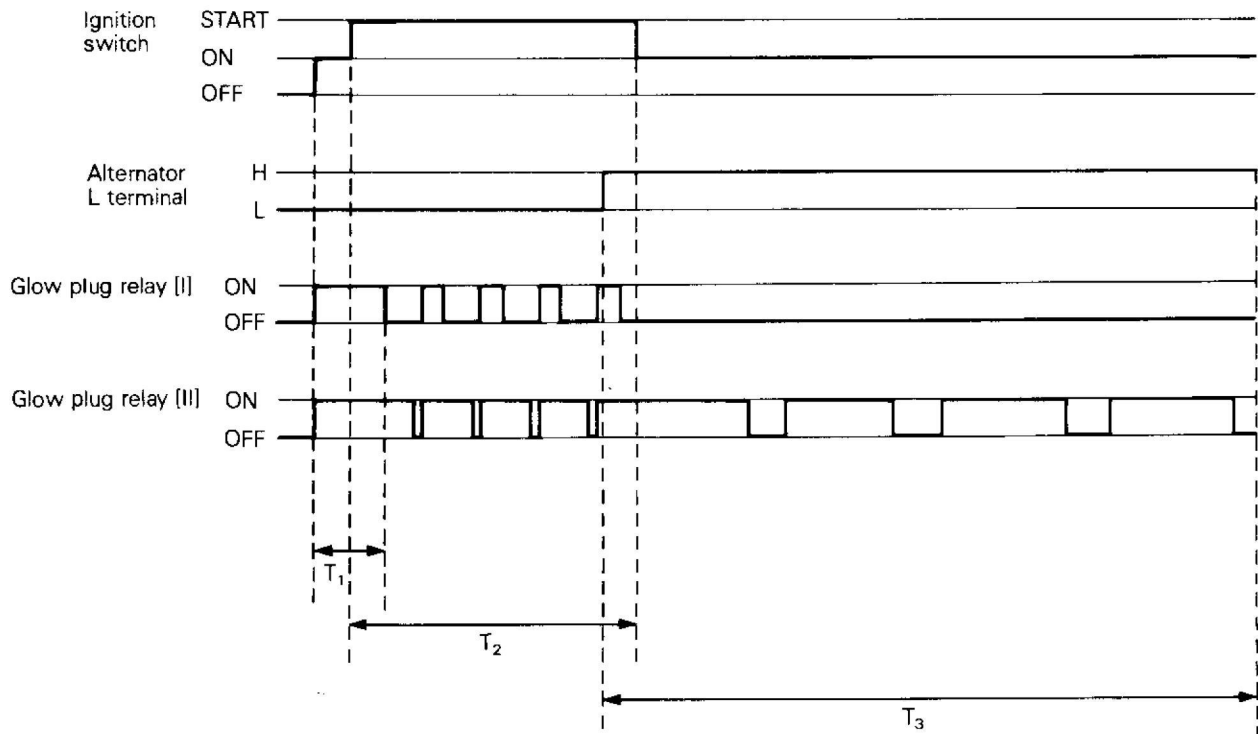 Ignition
switch
START
ON
OFF
Alternator
L terminal
H
L
Glow plug relay [I]
ON
OFF
Glow plug relay [II]
ON
OFF
T₁
T₂
T₃